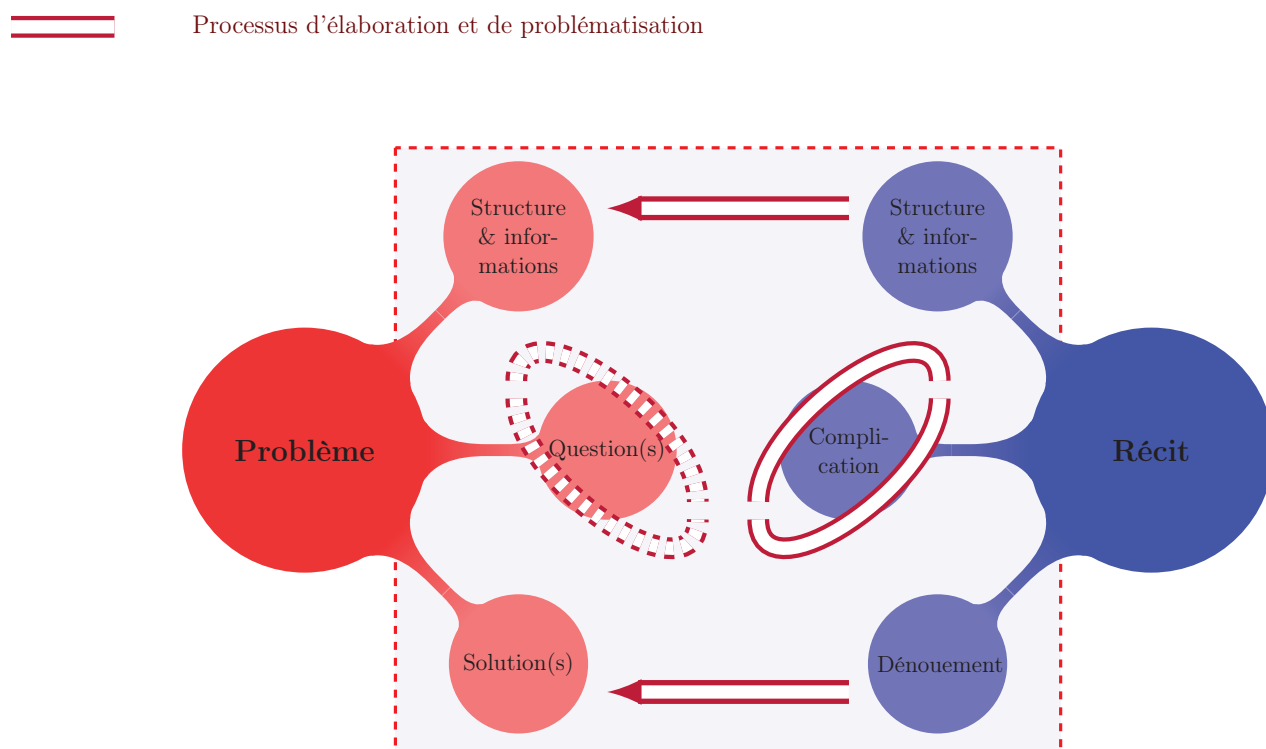 Processus d'élaboration et de problématisation
Structure
& infor-
mations
Structure
& infor-
mations
Problème
Question(s)
Compli-
cation
Récit
Solution(s)
Dénouement